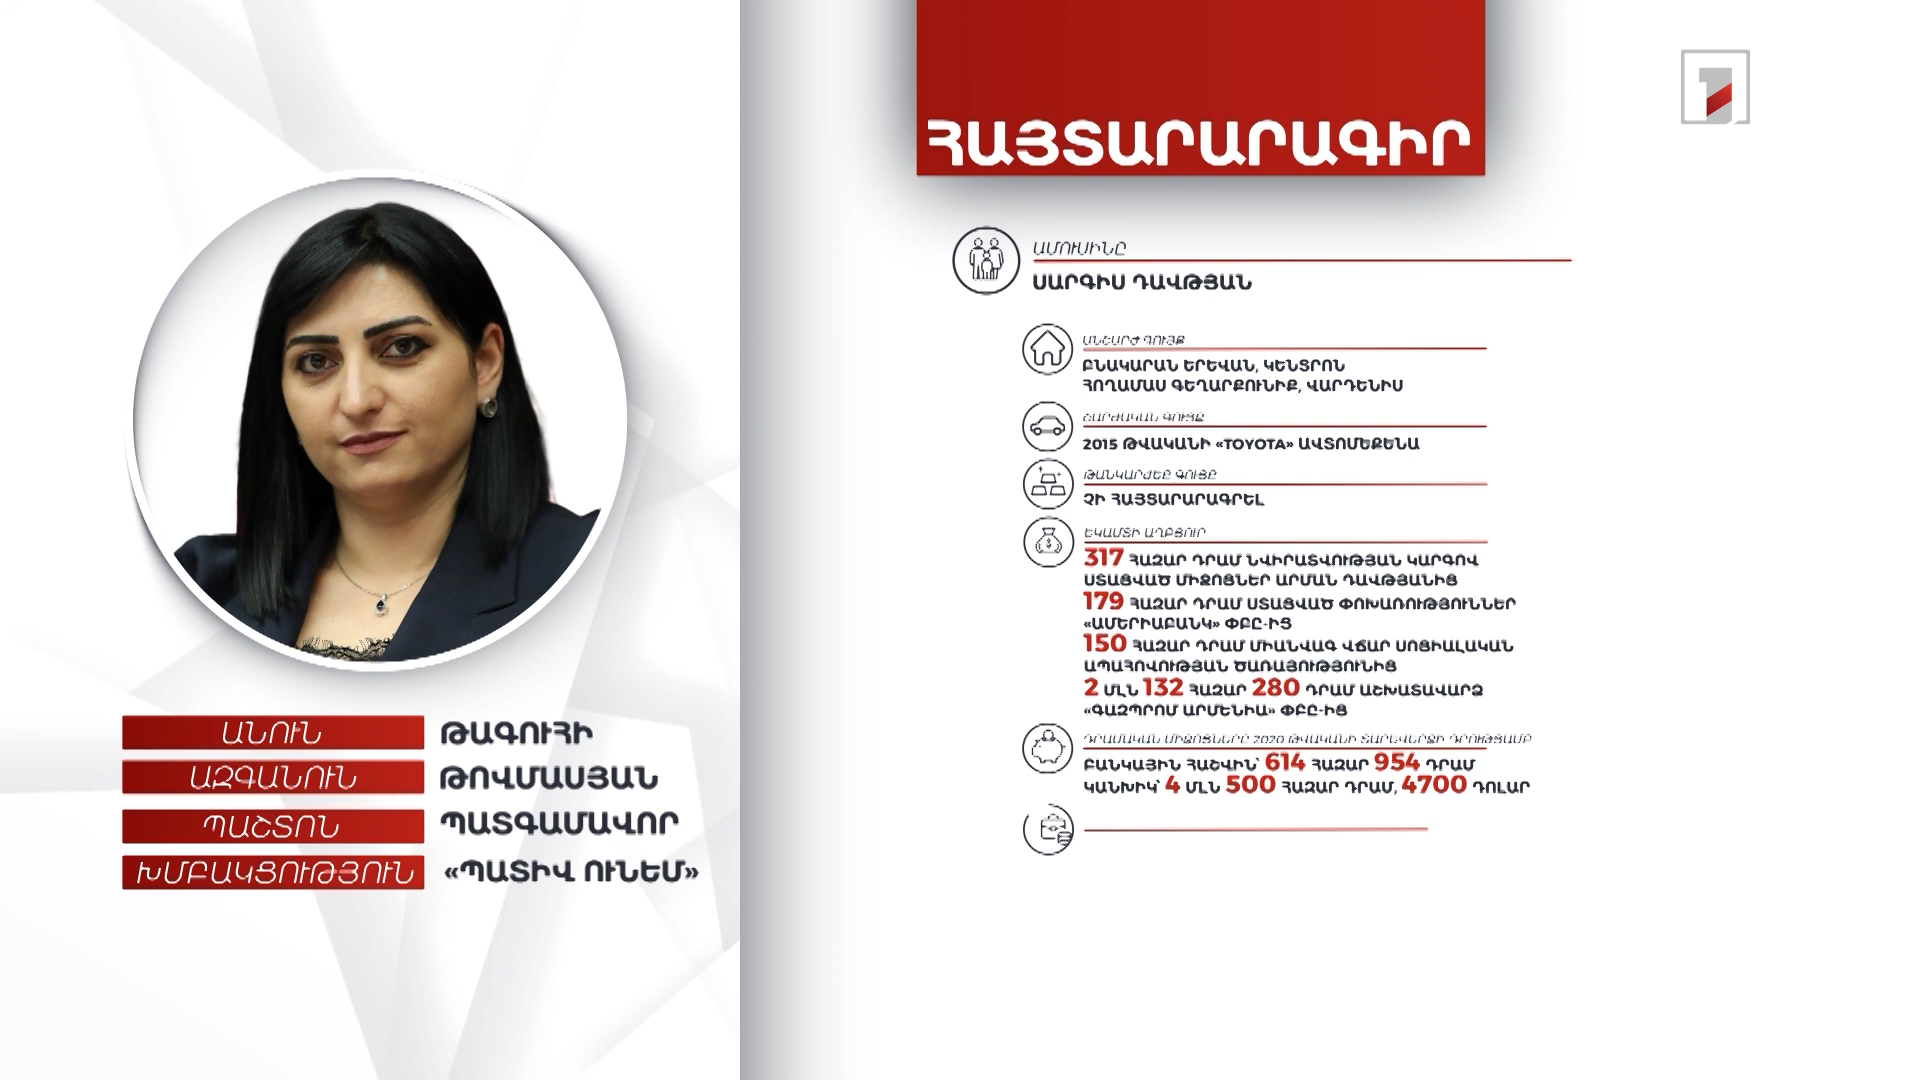 ՀԱՅՏԱՐԱՐԱԳԻՐ
ԱՄՈՒՍԻՆԸ
ՍԱՐԳԻՍ ԴԱՎԹՅԱՆ
ԱՆՇԱՐԺ ԳՈՒՅՔ
ԲՆԱԿԱՐԱՆ ԵՐԵՎԱՆ, ԿԵՆՏՐՈՆ
ՀՈՂԱՄԱՍ ԳԵՂԱՐՔՈՒՆԻՔ, ՎԱՐԴԵՆԻՍ
ՇԱՐԺԱԿԱՆ ԳՈՒՅՔ
2015 ԹՎԱԿԱՆԻ «TOYOTA» ԱՎՏՈՄԵՔԵՆԱ
ԹԱՆԿԱՐԺԵՔ ԳՈՒՅՔԸ
ՉԻ ՀԱՅՏԱՐԱՐԱԳՐԵԼ
ԵԿԱՄՏԻ ԱՂԲՅՈՒՐ
317 ՀԱԶԱՐ ԴՐԱՄ ՆՎԻՐԱՏՎՈՒԹՅԱՆ ԿԱՐԳՈՎ
ՍՏԱՑՎԱԾ ՄԻՋՈՑՆԵՐ ԱՐՄԱՆ ԴԱՎԹՅԱՆԻՑ
179 ՀԱԶԱՐ ԴՐԱՄ ՍՏԱՑՎԱԾ ՓՈԽԱՌՈՒԹՅՈՒՆՆԵՐ
«ԱՄԵՐԻԱԲԱՆԿ» ՓԲԸ-ԻՑ
150 ՀԱԶԱՐ ԴՐԱՄ ՄԻԱՆՎԱԳ ՎՃԱՐ ՍՈՑԻԱԼԱԿԱՆ
ԱՊԱՀՈՎՈՒԹՅԱՆ ԾԱՌԱՅՈՒԹՅՈՒՆԻՑ
2 ՄԼՆ 132 ՀԱԶԱՐ 280 ԴՐԱՄ ԱՇԽԱՏԱՎԱՐՁ
«ԳԱԶՊՐՈՄ ԱՐՄԵՆԻԱ» ՓԲԸ-ԻՑ
ԴՐԱՄԱԿԱՆ ՄԻՋՈՑՆԵՐԸ 2020 ԹՎԱԿԱՆԻ ՏԱՐԵՎԵՐՋԻ ԴՐՈՒԹՅԱՄԲ
ԲԱՆԿԱՅԻՆ ՀԱՇՎԻՆ՝ 614 ՀԱԶԱՐ 954 ԴՐԱՄ
ԿԱՆԽԻԿ՝ 4 ՄԼՆ 500 ՀԱԶԱՐ ԴՐԱՄ, 4700 ԴՈԼԱՐ
ԱՆՈՒՆ ԹԱԳՈՒՀԻ
ԱԶԳԱՆՈՒՆ ԹՈՎՄԱՍՅԱՆ
ՊԱՇՏՈՆ ՊԱՏԳԱՄԱՎՈՐ
ԽՄԲԱԿՑՈՒԹՅՈՒՆ «ՊԱՏԻՎ ՈՒՆԵՄ»